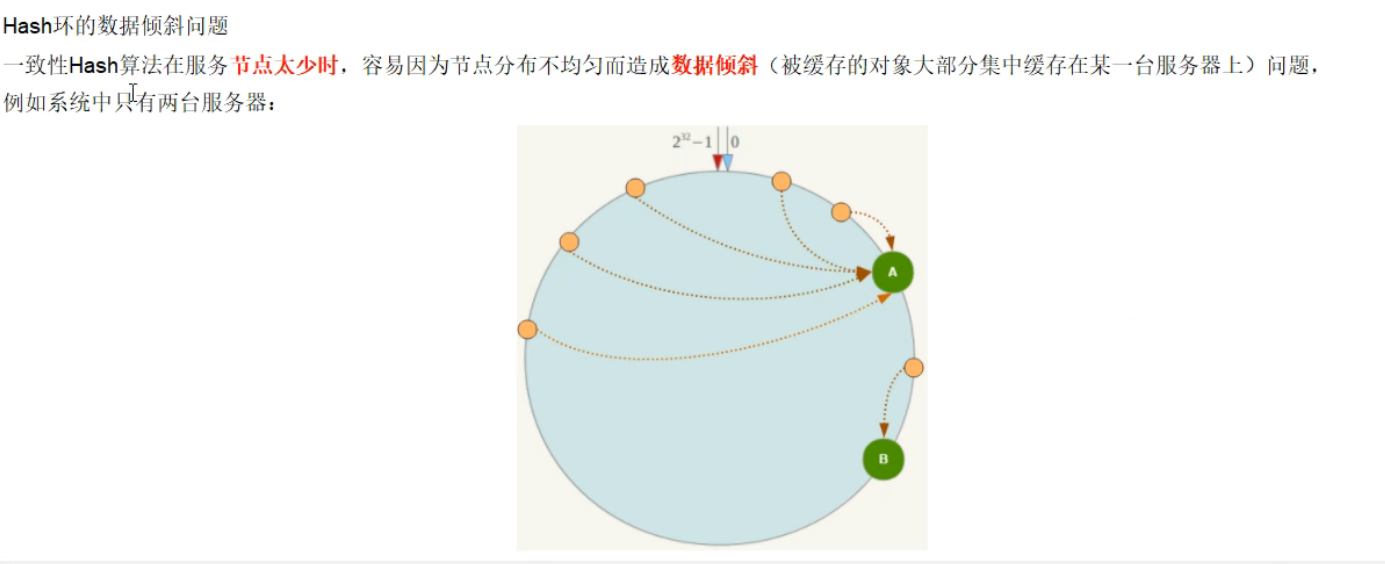 Hash环的数据倾斜问题
一致性Hash算法在服务节点太少时，容易因为节点分布不均匀而造成数据倾斜（被缓存的对象大部分集中缓存在某一台服务器上）问题，
例如系统中只有两台服务器：
2³²−1 0
A
B